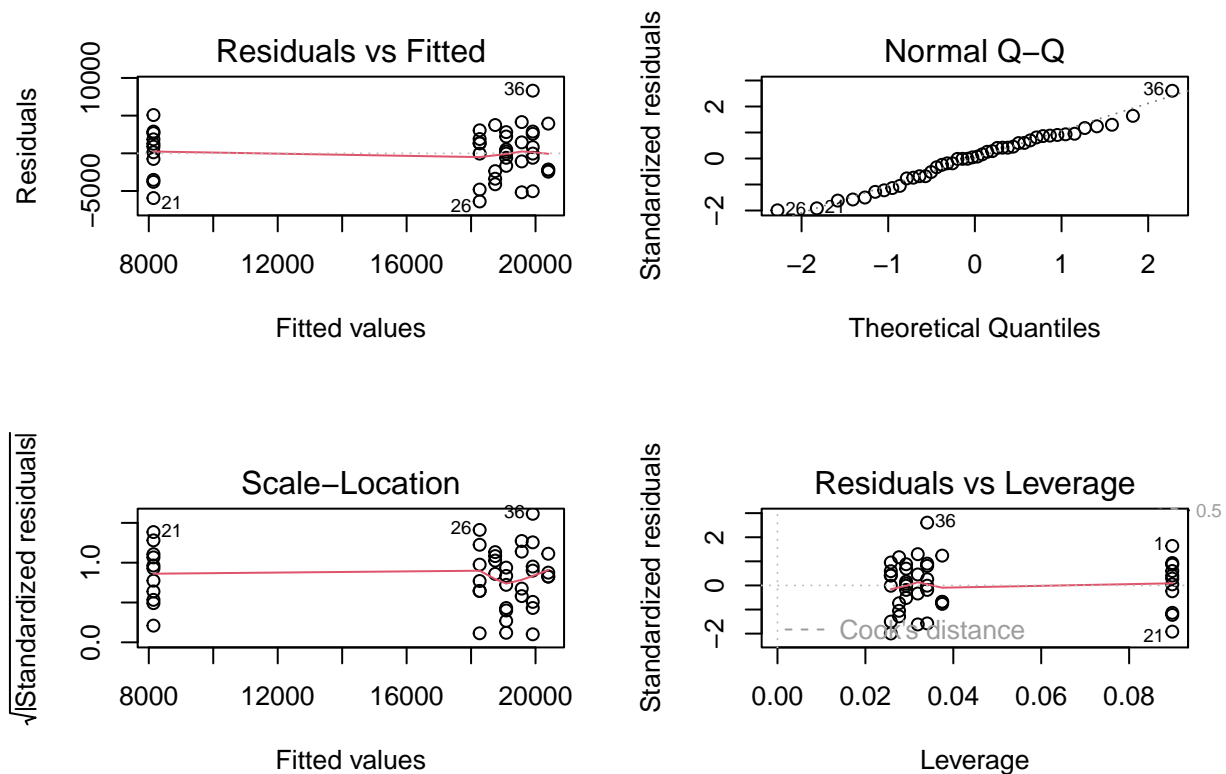 Residuals vs Fitted
Residuals
10000
−5000
36
21
26
8000 12000 16000 20000
Fitted values
Normal Q−Q
Standardized residuals
2
0
−2
36
26
21
−2 −1 0 1 2
Theoretical Quantiles
Scale−Location
√|Standardized residuals|
1.0
0.0
36
26
21
8000 12000 16000 20000
Fitted values
Residuals vs Leverage
Standardized residuals
2
0
−2
0.5
36
1
21
Cook's distance
0.00 0.02 0.04 0.06 0.08
Leverage